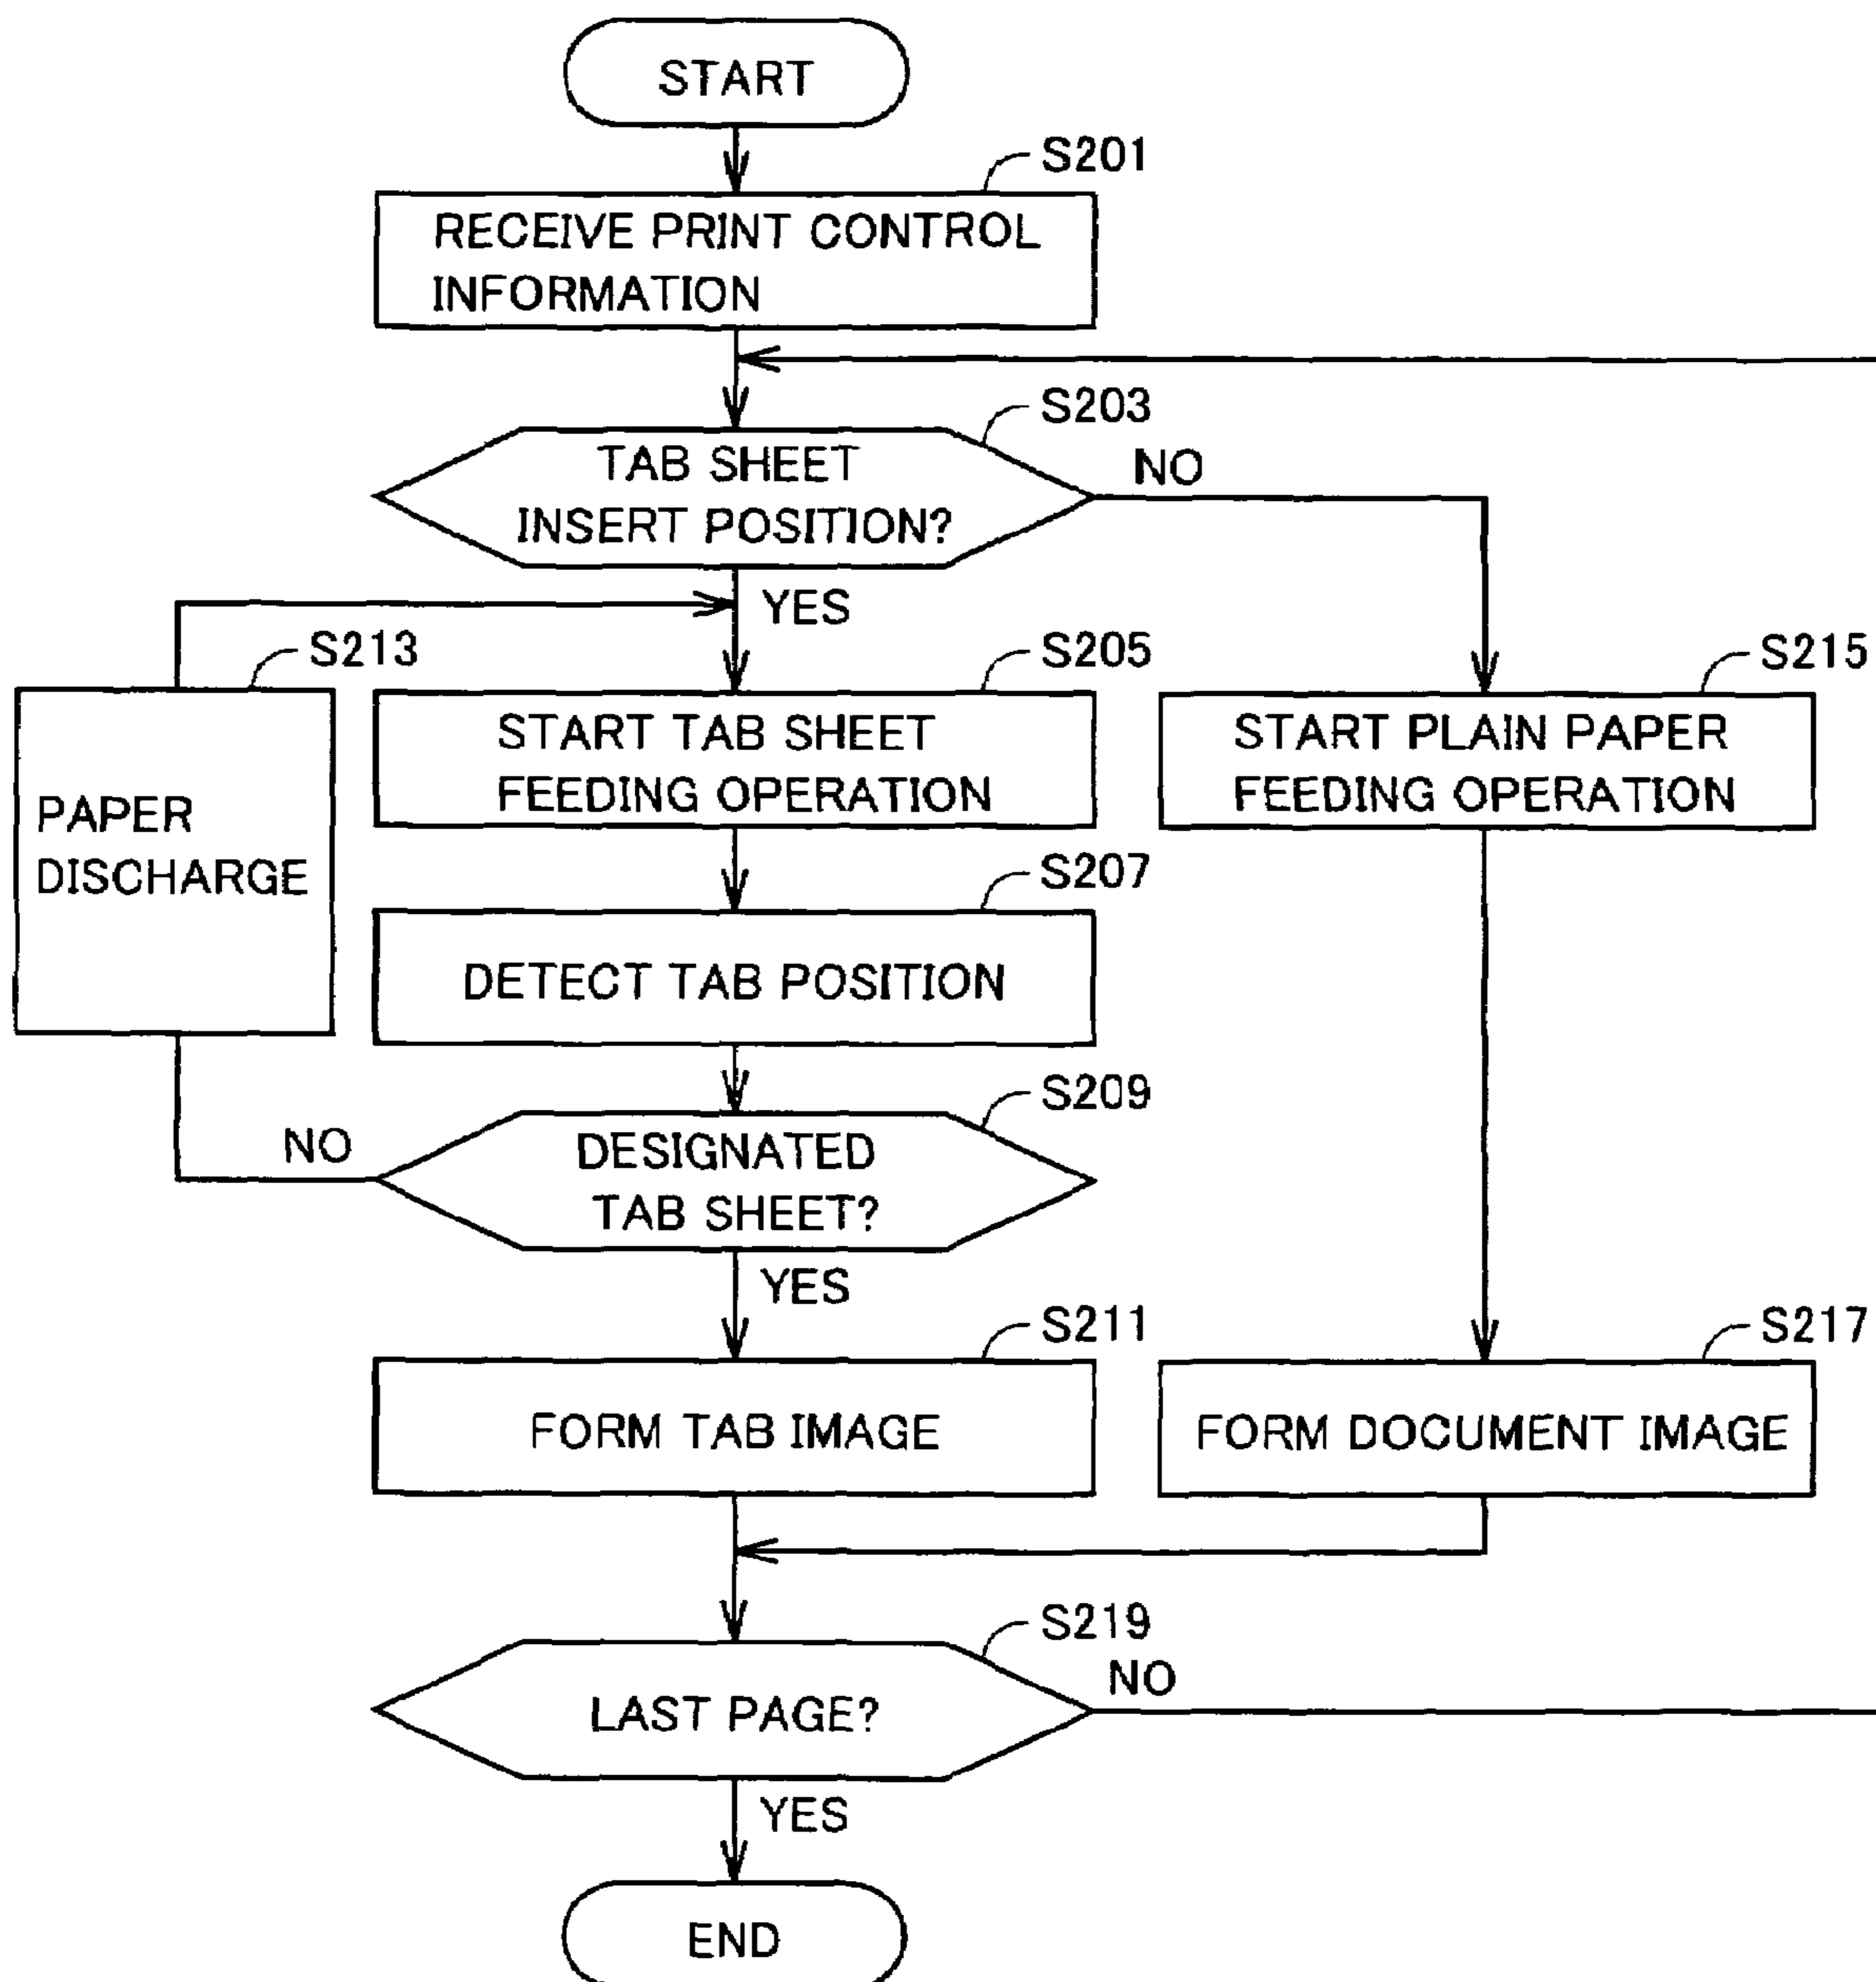 START
S201
RECEIVE PRINT CONTROL
INFORMATION
S203
TAB SHEET
INSERT POSITION?
NO
YES
S213
S205
S215
PAPER
DISCHARGE
START TAB SHEET
FEEDING OPERATION
START PLAIN PAPER
FEEDING OPERATION
S207
DETECT TAB POSITION
S209
NO
DESIGNATED
TAB SHEET?
YES
S211
S217
FORM TAB IMAGE
FORM DOCUMENT IMAGE
S219
NO
LAST PAGE?
YES
END